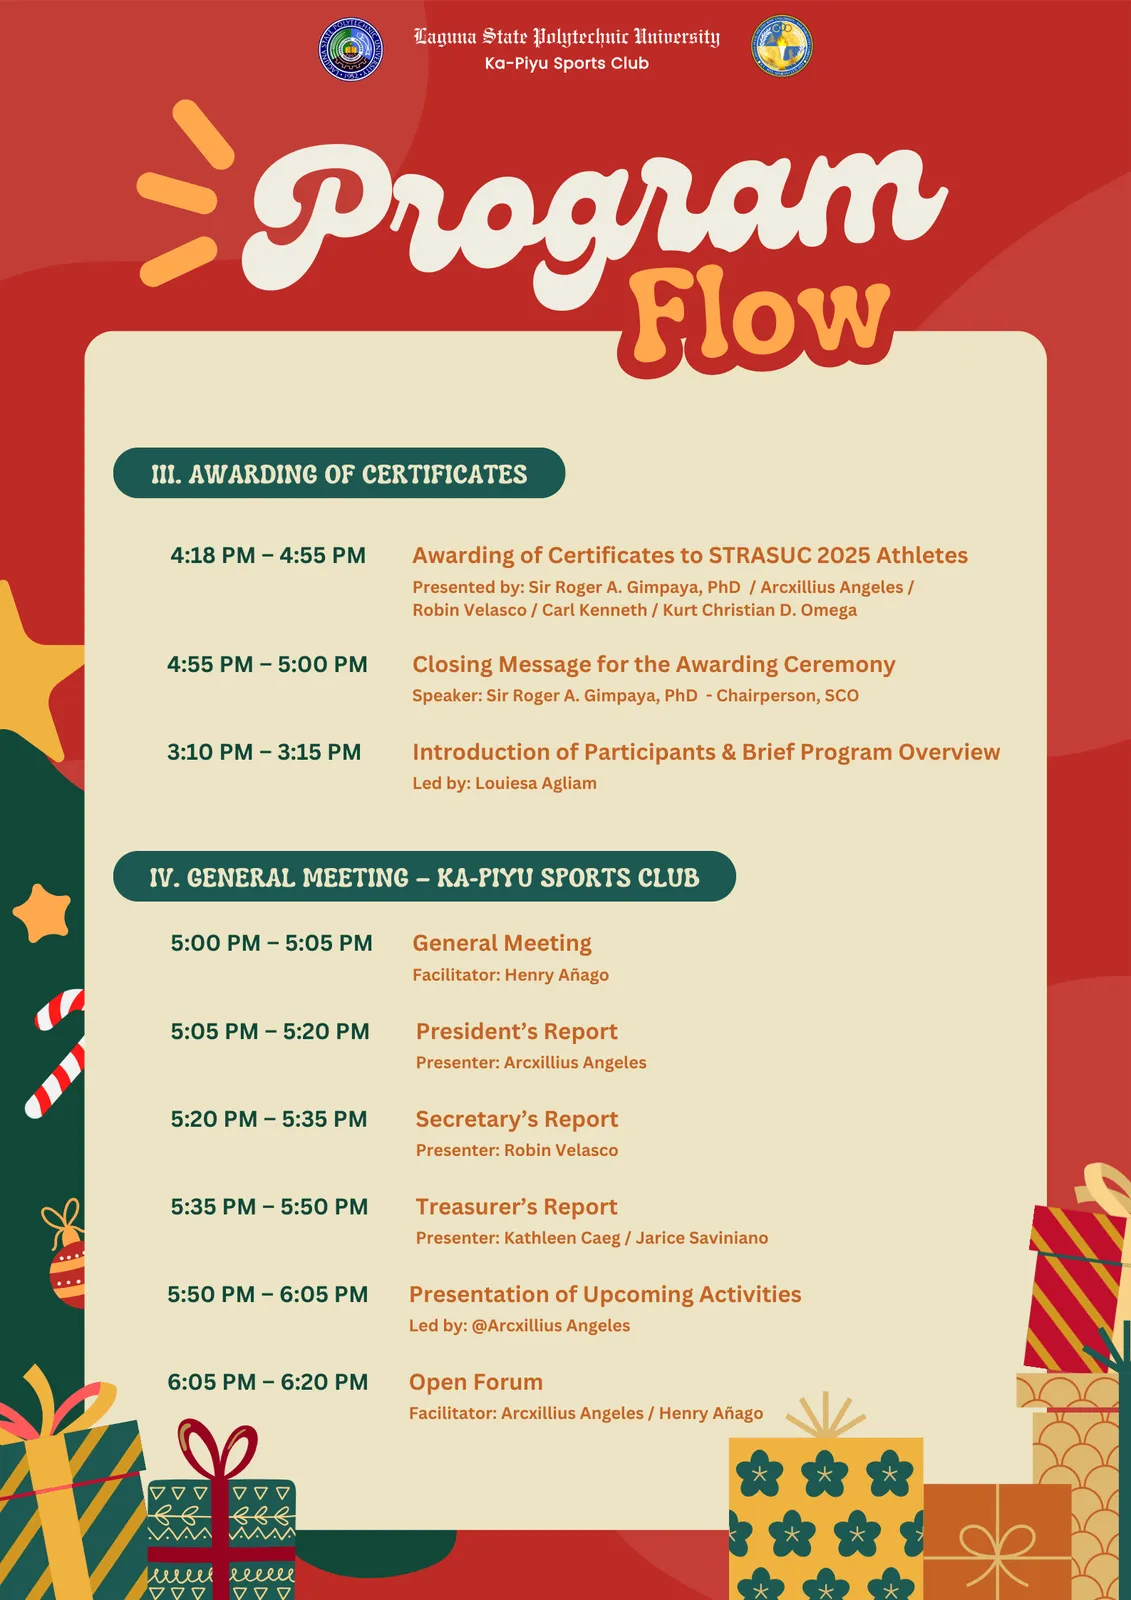 Laguna State Polytechnic University
Ka-Piyu Sports Club
Program
Flow
III. AWARDING OF CERTIFICATES
4:18 PM – 4:55 PM Awarding of Certificates to STRASUC 2025 Athletes
Presented by: Sir Roger A. Gimpaya, PhD / Arcxillius Angeles /
Robin Velasco / Carl Kenneth / Kurt Christian D. Omega
4:55 PM – 5:00 PM Closing Message for the Awarding Ceremony
Speaker: Sir Roger A. Gimpaya, PhD - Chairperson, SCO
3:10 PM – 3:15 PM Introduction of Participants & Brief Program Overview
Led by: Louiesa Agliam
IV. GENERAL MEETING – KA-PIYU SPORTS CLUB
5:00 PM – 5:05 PM General Meeting
Facilitator: Henry Añago
5:05 PM – 5:20 PM President's Report
Presenter: Arcxillius Angeles
5:20 PM – 5:35 PM Secretary's Report
Presenter: Robin Velasco
5:35 PM – 5:50 PM Treasurer's Report
Presenter: Kathleen Caeg / Jarice Saviniano
5:50 PM – 6:05 PM Presentation of Upcoming Activities
Led by: @Arcxillius Angeles
6:05 PM – 6:20 PM Open Forum
Facilitator: Arcxillius Angeles / Henry Añago